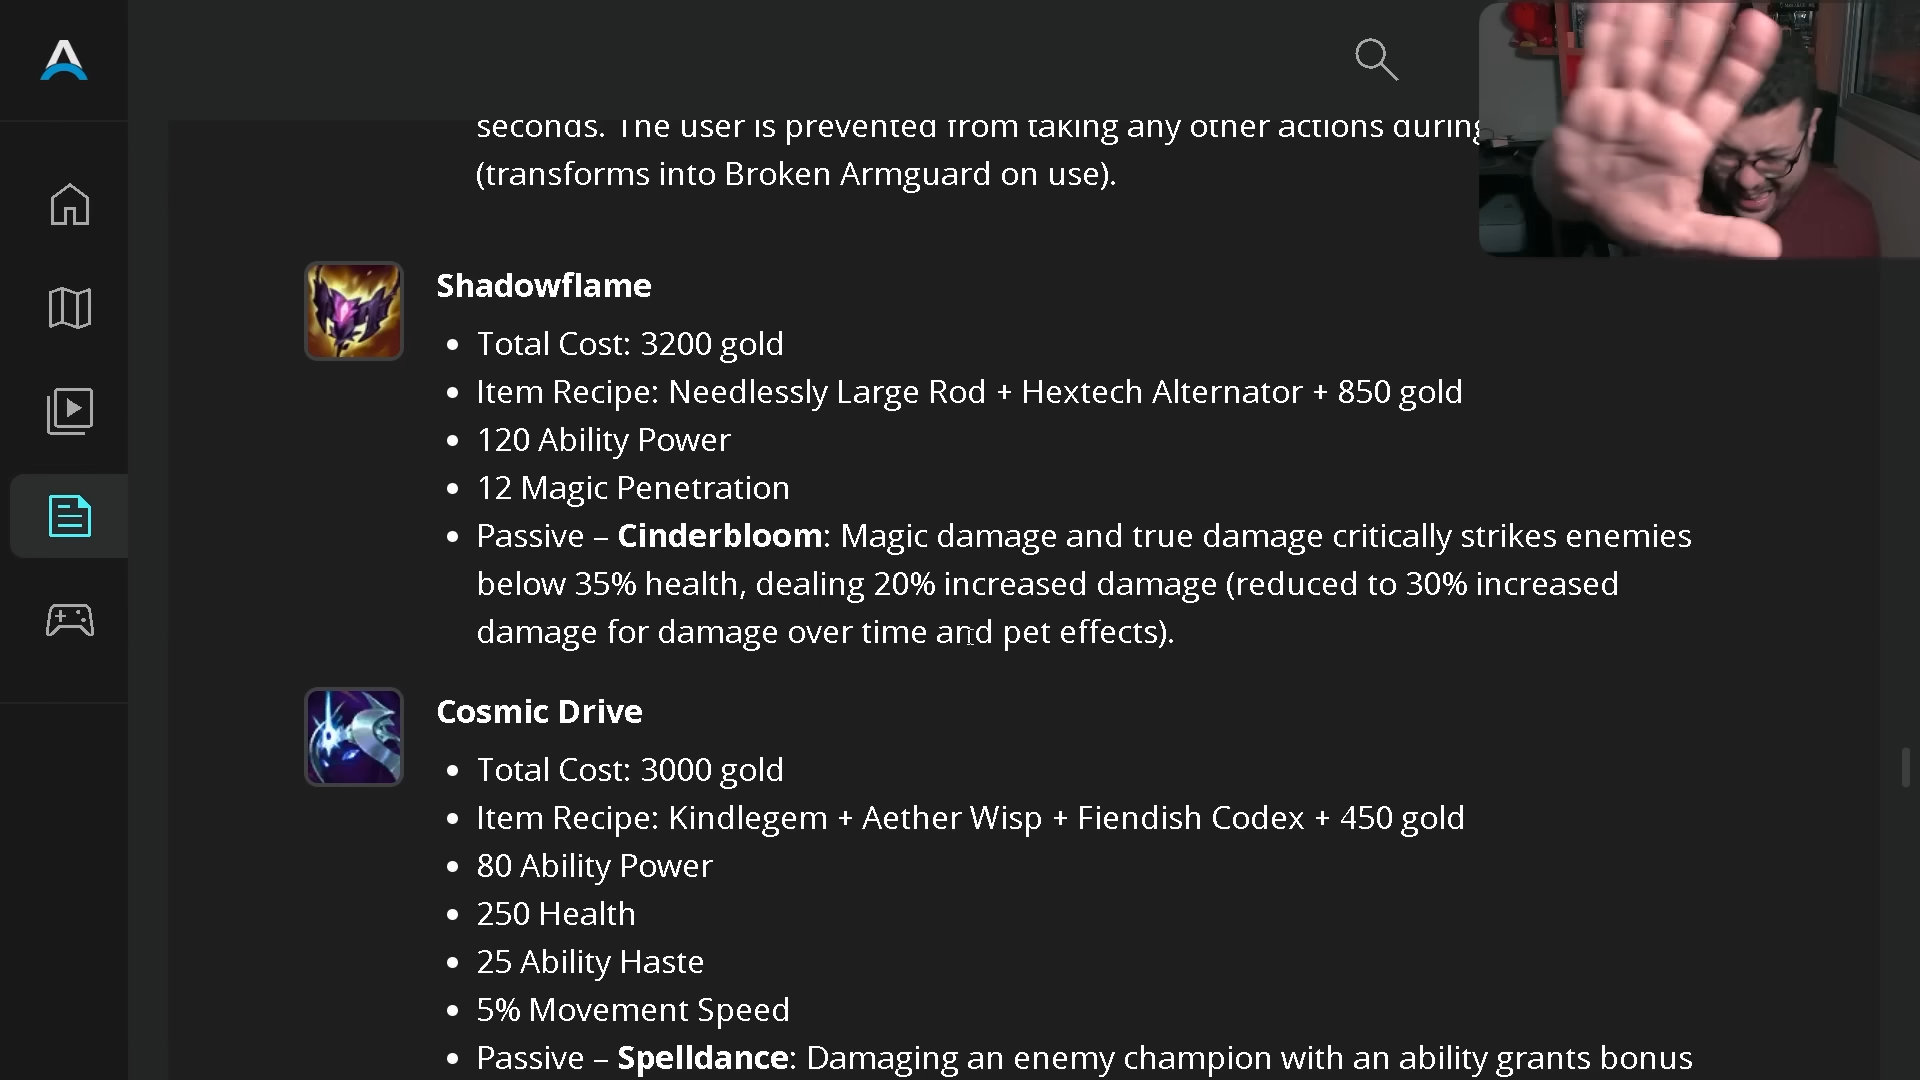 seconds. The user is prevented from taking any other actions during
(transforms into Broken Armguard on use).
Shadowflame
• Total Cost: 3200 gold
• Item Recipe: Needlessly Large Rod + Hextech Alternator + 850 gold
• 120 Ability Power
• 12 Magic Penetration
• Passive – Cinderbloom: Magic damage and true damage critically strikes enemies
below 35% health, dealing 20% increased damage (reduced to 30% increased
damage for damage over time and pet effects).
Cosmic Drive
• Total Cost: 3000 gold
• Item Recipe: Kindlegem + Aether Wisp + Fiendish Codex + 450 gold
• 80 Ability Power
• 250 Health
• 25 Ability Haste
• 5% Movement Speed
• Passive – Spelldance: Damaging an enemy champion with an ability grants bonus